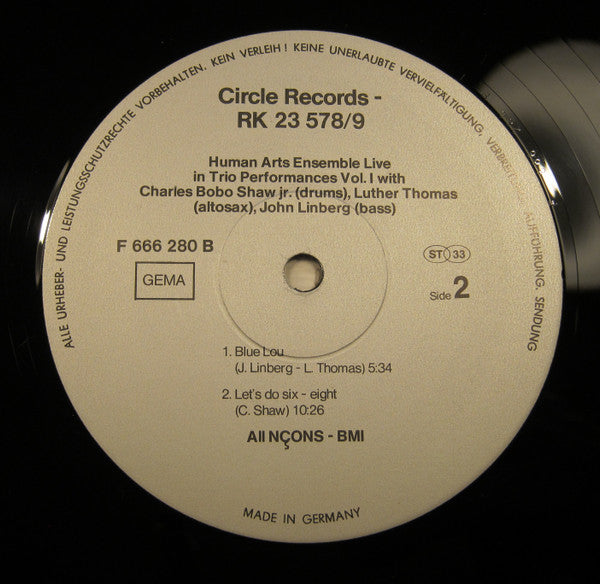 ALLE URHEBER- UND LEISTUNGSSCHUTZRECHTE VORBEHALTEN. KEIN VERLEIH! KEINE UNERLAUBTE VERVIELFÄLTIGUNG, VERBREITUNG, AUFFÜHRUNG, SENDUNG
Circle Records -
RK 23 578/9
Human Arts Ensemble Live
in Trio Performances Vol. I with
Charles Bobo Shaw jr. (drums), Luther Thomas
(altosax), John Linberg (bass)
F 666 280 B
GEMA
ST 33
Side 2
1. Blue Lou
(J. Linberg - L. Thomas) 5:34
2. Let's do six - eight
(C. Shaw) 10:26
All NÇONS - BMI
MADE IN GERMANY